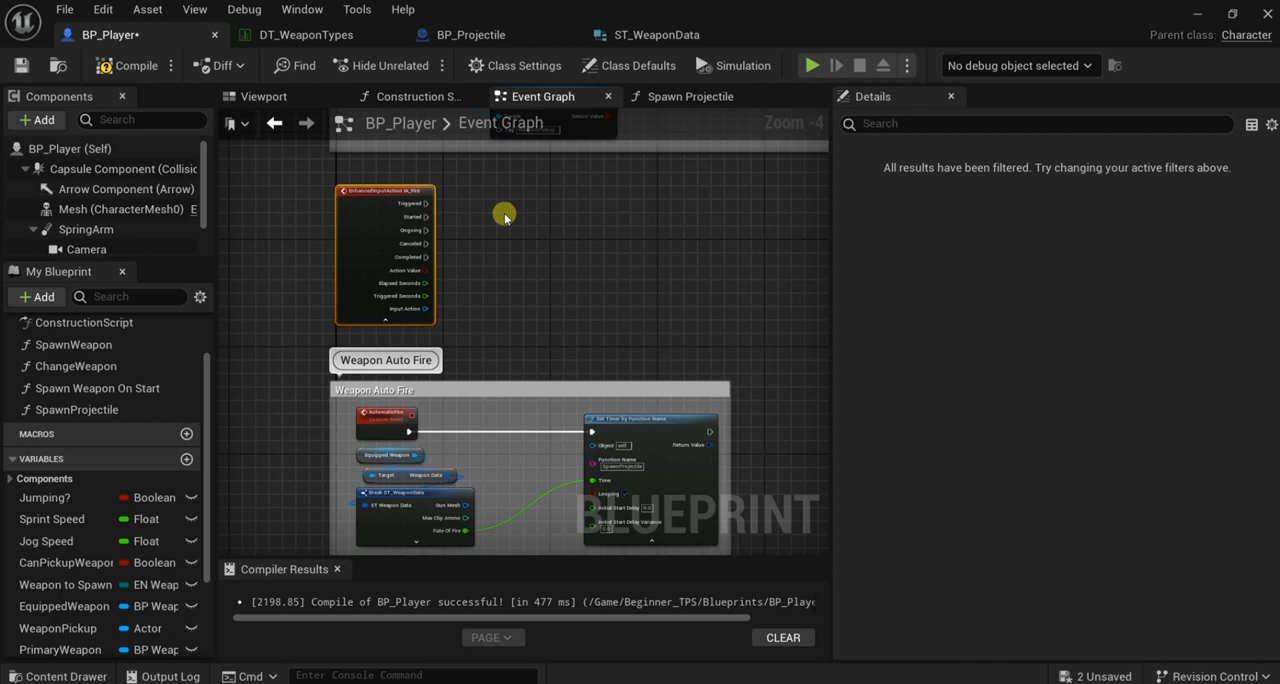 File Edit Asset View Debug Window Tools Help
BP_Player• DT_WeaponTypes BP_Projectile ST_WeaponData Parent class: Character
Compile Diff Find Hide Unrelated Class Settings Class Defaults Simulation No debug object selected
Components Viewport Construction S... Event Graph Spawn Projectile Details
+ Add Search BP_Player > Event Graph Zoom -4 Search
BP_Player (Self)
All results have been filtered. Try changing your active filters above.
Capsule Component (Collisic
Arrow Component (Arrow)
Mesh (CharacterMesh0) E
SpringArm
Camera
My Blueprint
+ Add Search
ConstructionScript
SpawnWeapon
ChangeWeapon
Spawn Weapon On Start
SpawnProjectile
MACROS
VARIABLES
Components
Jumping? Boolean
Sprint Speed Float
Jog Speed Float
CanPickupWeapor Boolean
Weapon to Spawn EN Weap
EquippedWeapon BP Weap
WeaponPickup Actor
PrimaryWeapon BP Weap
EnhancedInputAction IA_Fire
Triggered
Started
Ongoing
Canceled
Completed
Action Value
Elapsed Seconds
Triggered Seconds
Input Action
Weapon Auto Fire
Weapon Auto Fire
AutomaticFire
Custom Event
Equipped Weapon
Target Weapon Data
Break ST_WeaponData
ST Weapon Data Gun Mesh
Max Clip Ammo
Rate Of Fire
Set Timer by Function Name
Object self Return Value
Function Name
SpawnProjectile
Time
Looping
Initial Start Delay 0.0
Initial Start Delay Variance
0.0
BLUEPRINT
Compiler Results
[2198.85] Compile of BP_Player successful! [in 477 ms] (/Game/Beginner_TPS/Blueprints/BP_Playe
PAGE CLEAR
Content Drawer Output Log Cmd Enter Console Command 2 Unsaved Revision Control